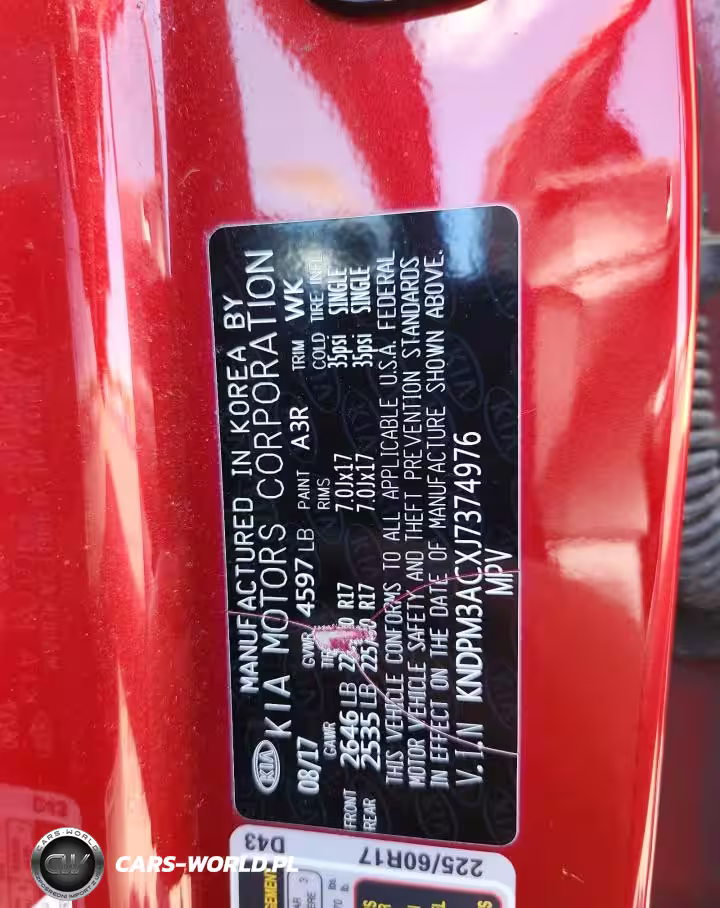 MANUFACTURED IN KOREA BY
KIA KIA MOTORS CORPORATION
08/17 GVWR 4597 LB PAINT A3R TRIM WK
GAWR RIMS COLD TIRE INFL
FRONT 2646 LB R17 7.0Jx17 35psi SINGLE
REAR 2535 LB R17 7.0Jx17 35psi SINGLE
THIS VEHICLE CONFORMS TO ALL APPLICABLE U.S.A. FEDERAL
MOTOR VEHICLE SAFETY AND THEFT PREVENTION STANDARDS
IN EFFECT ON THE DATE OF MANUFACTURE SHOWN ABOVE.
V.I.N KNDPM3ACXJ7374976
MPV
D43
225/60R17
CARS-WORLD.PL